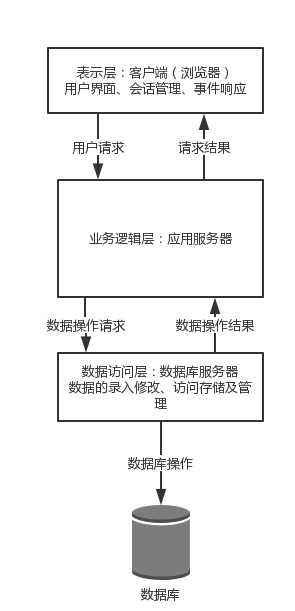 表示层：客户端（浏览器）
用户界面、会话管理、事件响应
用户请求
请求结果
业务逻辑层：应用服务器
数据操作请求
数据操作结果
数据访问层：数据库服务器
数据的录入修改、访问存储及管
理
数据库操作
数据库